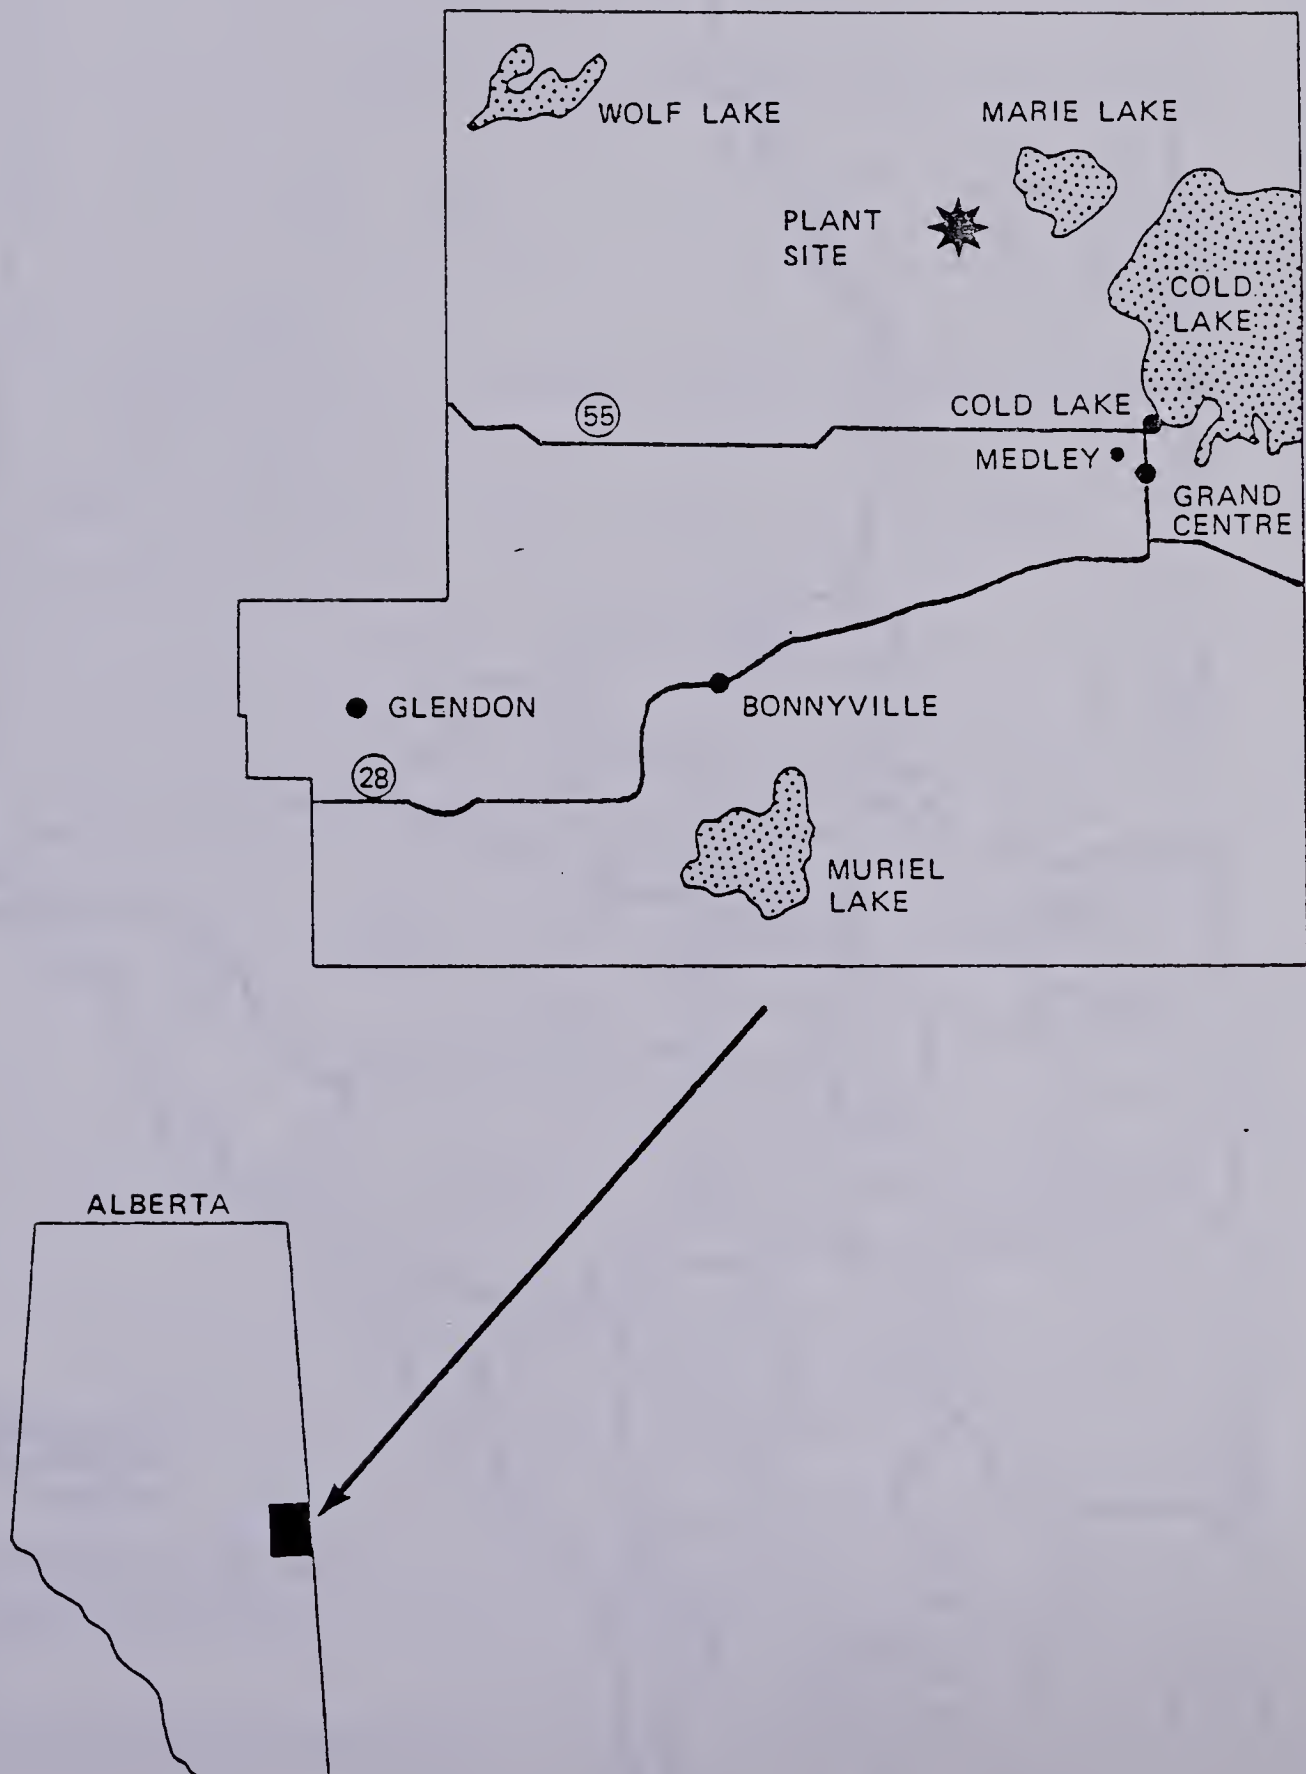 WOLF LAKE
MARIE LAKE
PLANT
SITE
COLD
LAKE
55
COLD LAKE
MEDLEY
GRAND
CENTRE
GLENDON
BONNYVILLE
28
MURIEL
LAKE
ALBERTA